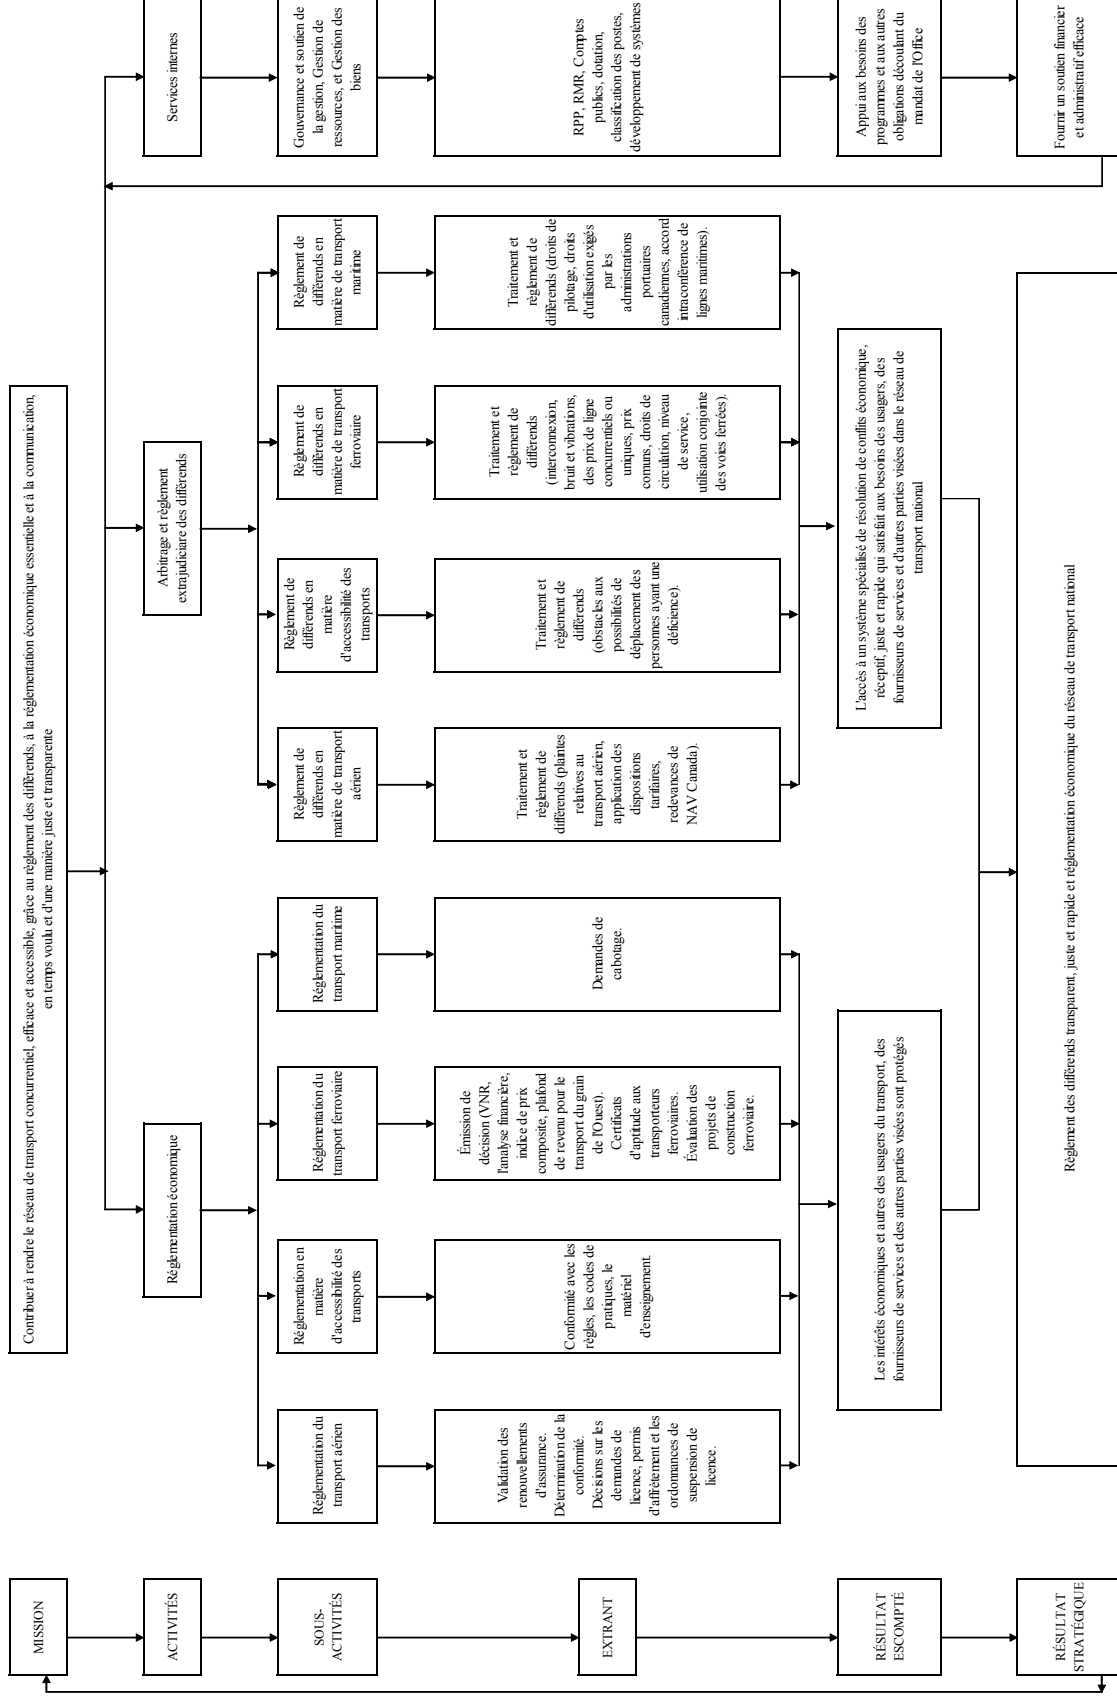 MISSION
Contribuer à rendre le réseau de transport concurrentiel, efficace et accessible, grâce au règlement des différends, à la réglementation économique essentielle et à la communication,
en temps voulu et d'une manière juste et transparente
ACTIVITÉS
Réglementation économique
Arbitrage et règlement
extrajudiciare des différends
Services internes
SOUS-
ACTIVITÉS
Réglementation du
transport aérien
Réglementation en
matière
d'accessibilité des
transports
Réglementation du
transport ferroviaire
Réglementation du
transport maritime
Règlement de
différends en
matière de transport
aérien
Règlement de
différends en
matière
d'accessibilité des
transports
Règlement de
différends en
matière de transport
ferroviaire
Règlement de
différends en
matière de transport
maritime
Gouvernance et soutien de
la gestion, Gestion de
ressources, et Gestion des
biens
EXTRANT
Validation des
renouvellements
d'assurance.
Détermination de la
conformité.
Décisions sur les
demandes de
licence, permis
d'affrètement et les
ordonnances de
suspension de
licence.
Conformité avec les
règles, les codes de
pratiques, le
matériel
d'enseignement.
Émission de
décision (VNR,
l'analyse financière,
indice de prix
composite, plafond
de revenu pour le
transport du grain
de l'Ouest).
Certificats
d'aptitude aux
transporteurs
ferroviaires.
Évaluation des
projets de
construction
ferroviaire.
Demandes de
cabotage.
Traitement et
règlement de
différends (plaintes
relatives au
transport aérien,
application des
dispositions
tarifaires,
redevances de
NAV Canada).
Traitement et
règlement de
différends
(obstacles aux
possibilités de
déplacement des
personnes ayant une
déficience).
Traitement et
règlement de
différends
(interconnexion,
bruit et vibrations,
des prix de ligne
concurrentiels ou
uniques, prix
comuns, droits de
circulation, niveau
de service,
utilisation conjointe
des voies ferrées).
Traitement et
règlement de
différends (droits de
pilotage, droits
d'utilisation exigés
par les
administrations
portuaires
canadiennes, accord
intraconférence de
lignes maritimes).
RPP, RMR, Comptes
publics, dotation,
classification des postes,
développement de systèmes
RÉSULTAT
ESCOMPTÉ
Les intérêts économiques et autres des usagers du transport, des
fournisseurs de services et des autres parties visées sont protégés
L'accès à un système spécialisé de résolution de conflits économique,
réceptif, juste et rapide qui satisfait aux besoins des usagers, des
fournisseurs de services et d'autres parties visées dans le réseau de
transport national
Appui aux besoins des
programmes et aux autres
obligations découlant du
mandat de l'Office
RÉSULTAT
STRATÉGIQUE
Règlement des différends transparent, juste et rapide et réglementation économique du réseau de transport national
Fournir un soutien financier
et administratif efficace